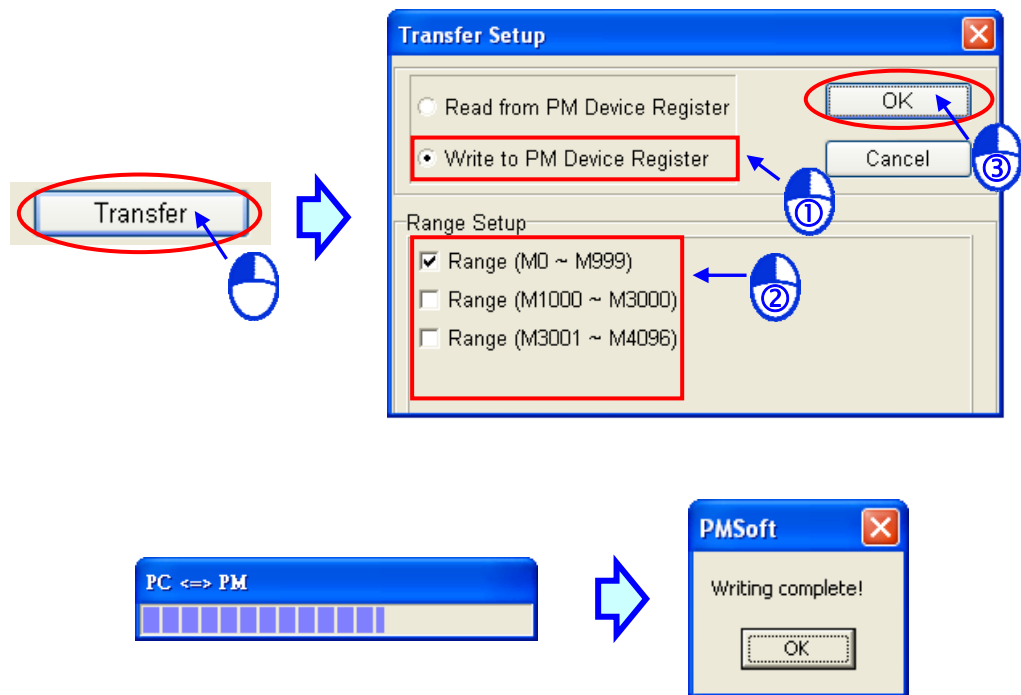 Transfer
Transfer Setup
Read from PM Device Register
OK
Write to PM Device Register
Cancel
③
①
Range Setup
Range (M0 ~ M999)
Range (M1000 ~ M3000)
②
Range (M3001 ~ M4096)
PC <=> PM
PMSoft
Writing complete!
OK